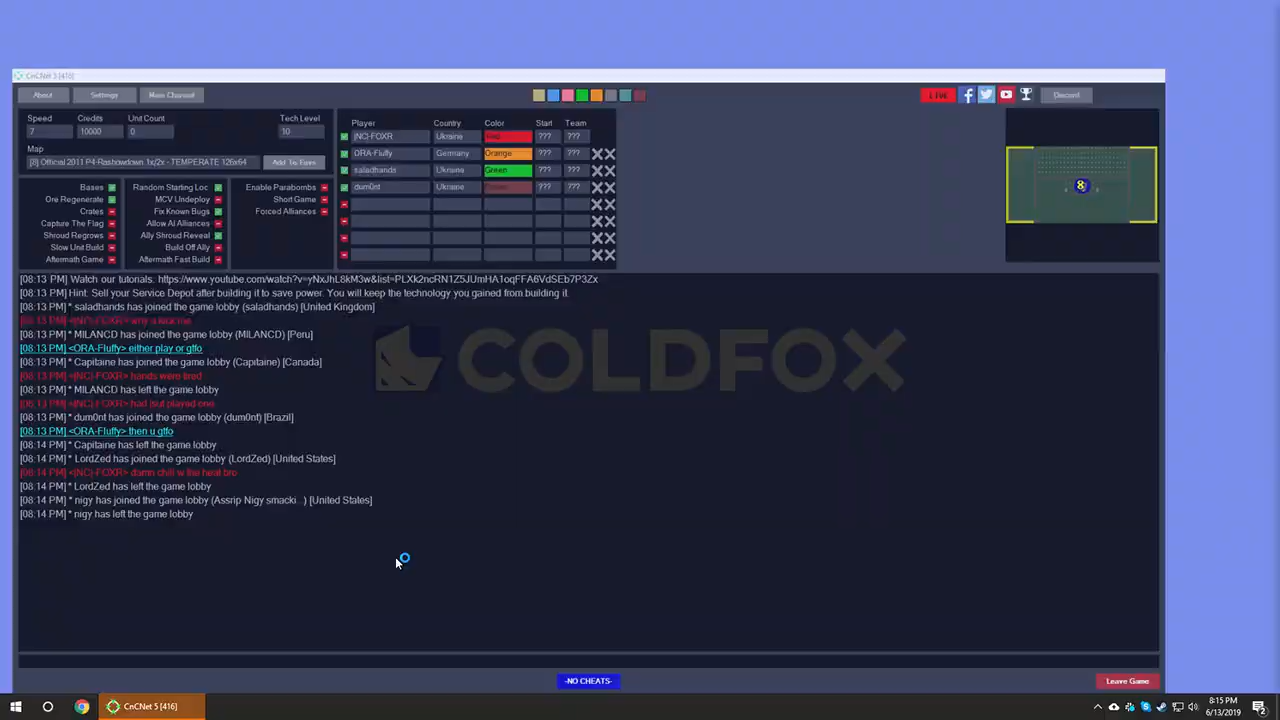 CnCNet 5 [416]
About Settings Main Channel
LIVE Discord
Speed Credits Unit Count Tech Level
7 10000 0 10
Map
[8] Official 2011 P4-Rashowdown 1x/2x - TEMPERATE 126x64 Add To Favs
Player Country Color Start Team
Ukraine Red ??? ???
ORA-Fluffy Germany Orange ??? ???
saladhands Ukraine Green ??? ???
dum0nt Ukraine ??? ???
Bases Random Starting Loc Enable Parabombs
Ore Regenerate MCV Undeploy Short Game
Crates Fix Known Bugs Forced Alliances
Capture The Flag Allow AI Alliances
Shroud Regrows Ally Shroud Reveal
Slow Unit Build Build Off Ally
Aftermath Game Aftermath Fast Build
8
[08:13 PM] Watch our tutorials: https://www.youtube.com/watch?v=yNxJhL8kM3w&list=PLXk2ncRN1Z5JUmHA1oqFFA6VdSEb7P3Zx
[08:13 PM] Hint: Sell your Service Depot after building it to save power. You will keep the technology you gained from building it.
[08:13 PM] * saladhands has joined the game lobby (saladhands) [United Kingdom]
[08:13 PM] why u kick me
[08:13 PM] * MILANCD has joined the game lobby (MILANCD) [Peru]
[08:13 PM] <ORA-Fluffy> either play or gtfo
[08:13 PM] * Capitaine has joined the game lobby (Capitaine) [Canada]
[08:13 PM] hands were tired
[08:13 PM] * MILANCD has left the game lobby
[08:13 PM] had just played one
[08:13 PM] * dum0nt has joined the game lobby (dum0nt) [Brazil]
[08:13 PM] <ORA-Fluffy> then u gtfo
[08:14 PM] * Capitaine has left the game lobby
[08:14 PM] * LordZed has joined the game lobby (LordZed) [United States]
[08:14 PM] damn chill w the heat bro
[08:14 PM] * LordZed has left the game lobby
[08:14 PM] * nigy has joined the game lobby (Assrip Nigy smacki...) [United States]
[08:14 PM] * nigy has left the game lobby
COLDFOX
-NO CHEATS-
Leave Game
CnCNet 5 [416]
8:15 PM
6/13/2019
2